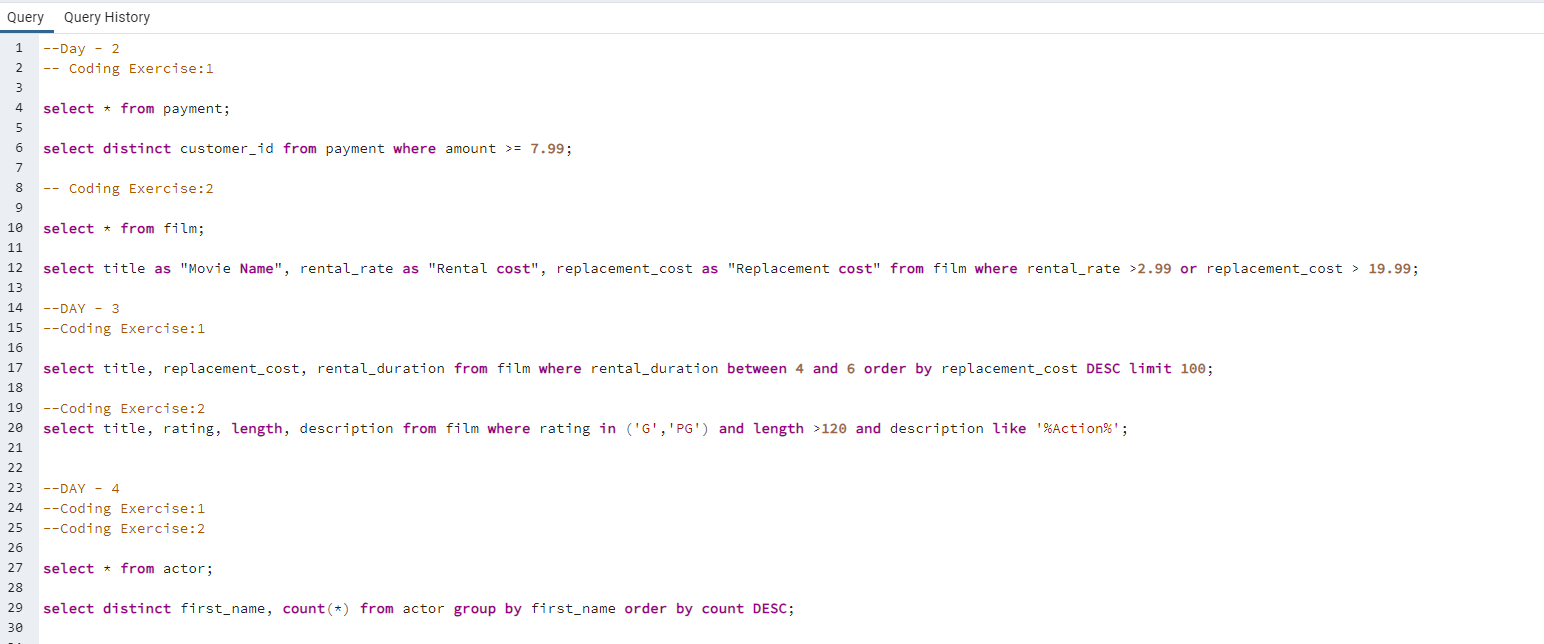 Query Query History
1 --Day - 2
2 -- Coding Exercise:1
3
4 select * from payment;
5
6 select distinct customer_id from payment where amount >= 7.99;
7
8 -- Coding Exercise:2
9
10 select * from film;
11
12 select title as "Movie Name", rental_rate as "Rental cost", replacement_cost as "Replacement cost" from film where rental_rate >2.99 or replacement_cost > 19.99;
13
14 --DAY - 3
15 --Coding Exercise:1
16
17 select title, replacement_cost, rental_duration from film where rental_duration between 4 and 6 order by replacement_cost DESC limit 100;
18
19 --Coding Exercise:2
20 select title, rating, length, description from film where rating in ('G','PG') and length >120 and description like '%Action%';
21
22
23 --DAY - 4
24 --Coding Exercise:1
25 --Coding Exercise:2
26
27 select * from actor;
28
29 select distinct first_name, count(*) from actor group by first_name order by count DESC;
30